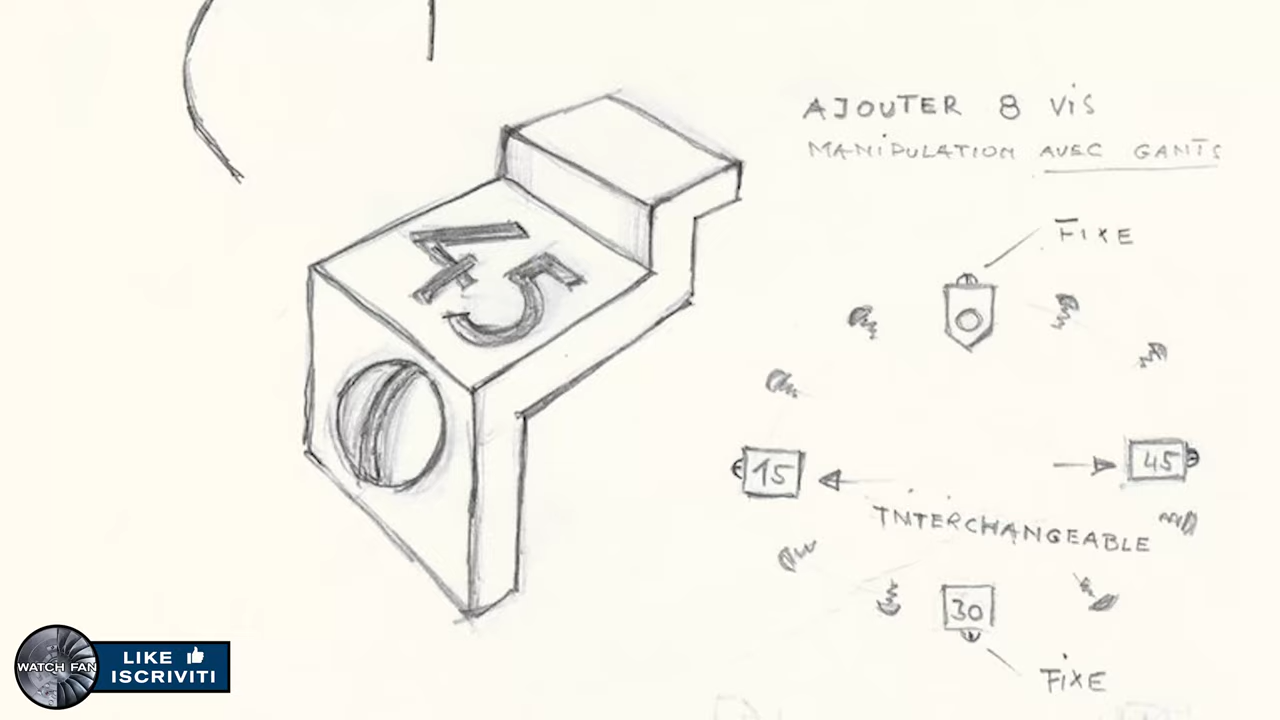 AJOUTER 8 VIS
MANIPULATION AVEC GANTS
FIXE
45
15
45
INTERCHANGEABLE
30
FIXE
WATCH FAN
LIKE
ISCRIVITI